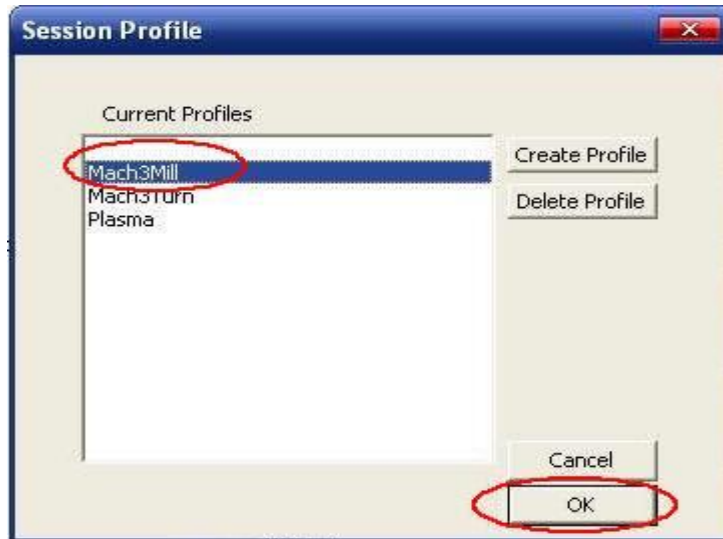 Session Profile
Current Profiles
Create Profile
Mach3Mill
Mach3Turn
Delete Profile
Plasma
Cancel
OK